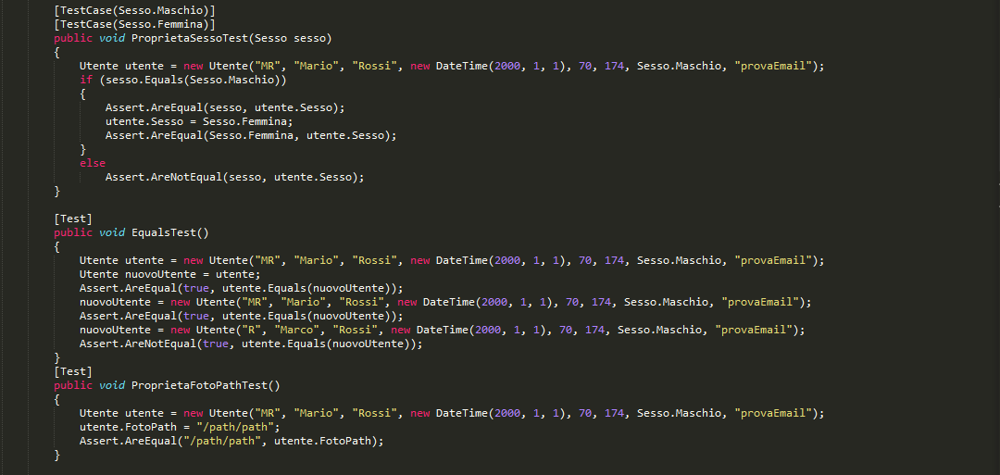 [TestCase(Sesso.Maschio)]
[TestCase(Sesso.Femmina)]
public void ProprietaSessoTest(Sesso sesso)
{
Utente utente = new Utente("MR", "Mario", "Rossi", new DateTime(2000, 1, 1), 70, 174, Sesso.Maschio, "provaEmail");
if (sesso.Equals(Sesso.Maschio))
{
Assert.AreEqual(sesso, utente.Sesso);
utente.Sesso = Sesso.Femmina;
Assert.AreEqual(Sesso.Femmina, utente.Sesso);
}
else
Assert.AreNotEqual(sesso, utente.Sesso);
}
[Test]
public void EqualsTest()
{
Utente utente = new Utente("MR", "Mario", "Rossi", new DateTime(2000, 1, 1), 70, 174, Sesso.Maschio, "provaEmail");
Utente nuovoUtente = utente;
Assert.AreEqual(true, utente.Equals(nuovoUtente));
nuovoUtente = new Utente("MR", "Mario", "Rossi", new DateTime(2000, 1, 1), 70, 174, Sesso.Maschio, "provaEmail");
Assert.AreEqual(true, utente.Equals(nuovoUtente));
nuovoUtente = new Utente("R", "Marco", "Rossi", new DateTime(2000, 1, 1), 70, 174, Sesso.Maschio, "provaEmail");
Assert.AreNotEqual(true, utente.Equals(nuovoUtente));
}
[Test]
public void ProprietaFotoPathTest()
{
Utente utente = new Utente("MR", "Mario", "Rossi", new DateTime(2000, 1, 1), 70, 174, Sesso.Maschio, "provaEmail");
utente.FotoPath = "/path/path";
Assert.AreEqual("/path/path", utente.FotoPath);
}